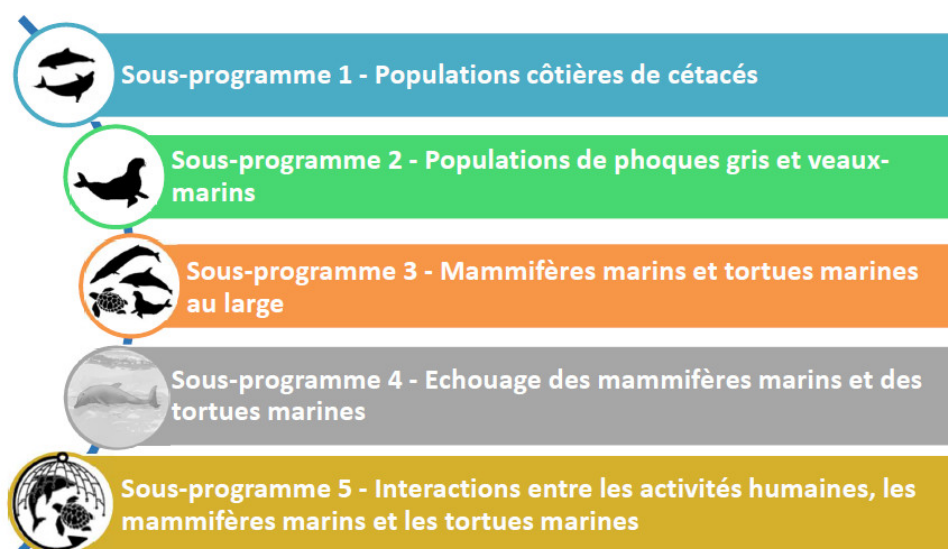 Sous-programme 1 - Populations côtières de cétacés
Sous-programme 2 - Populations de phoques gris et veaux-
marins
Sous-programme 3 - Mammifères marins et tortues marines
au large
Sous-programme 4 - Echouage des mammifères marins et des
tortues marines
Sous-programme 5 - Interactions entre les activités humaines, les
mammifères marins et les tortues marines